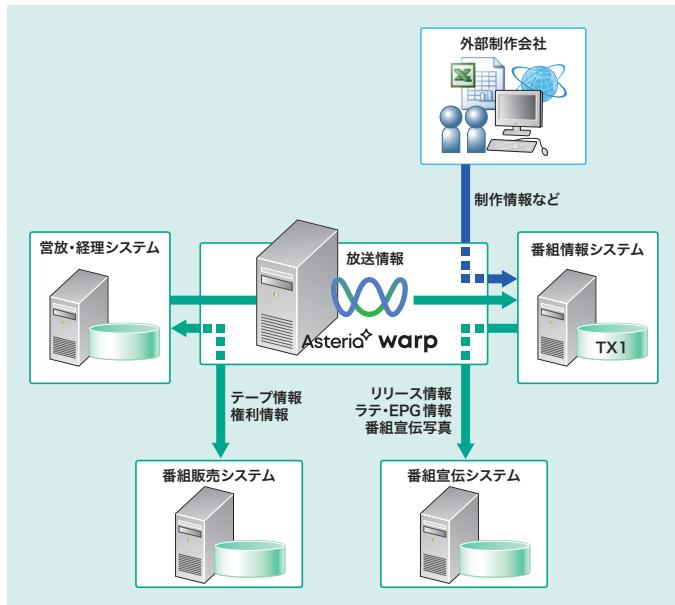 外部制作会社
制作情報など
営放・経理システム
放送情報
番組情報システム
Asteria warp
TX1
テープ情報
権利情報
リリース情報
ラテ・EPG情報
番組宣伝写真
番組販売システム
番組宣伝システム